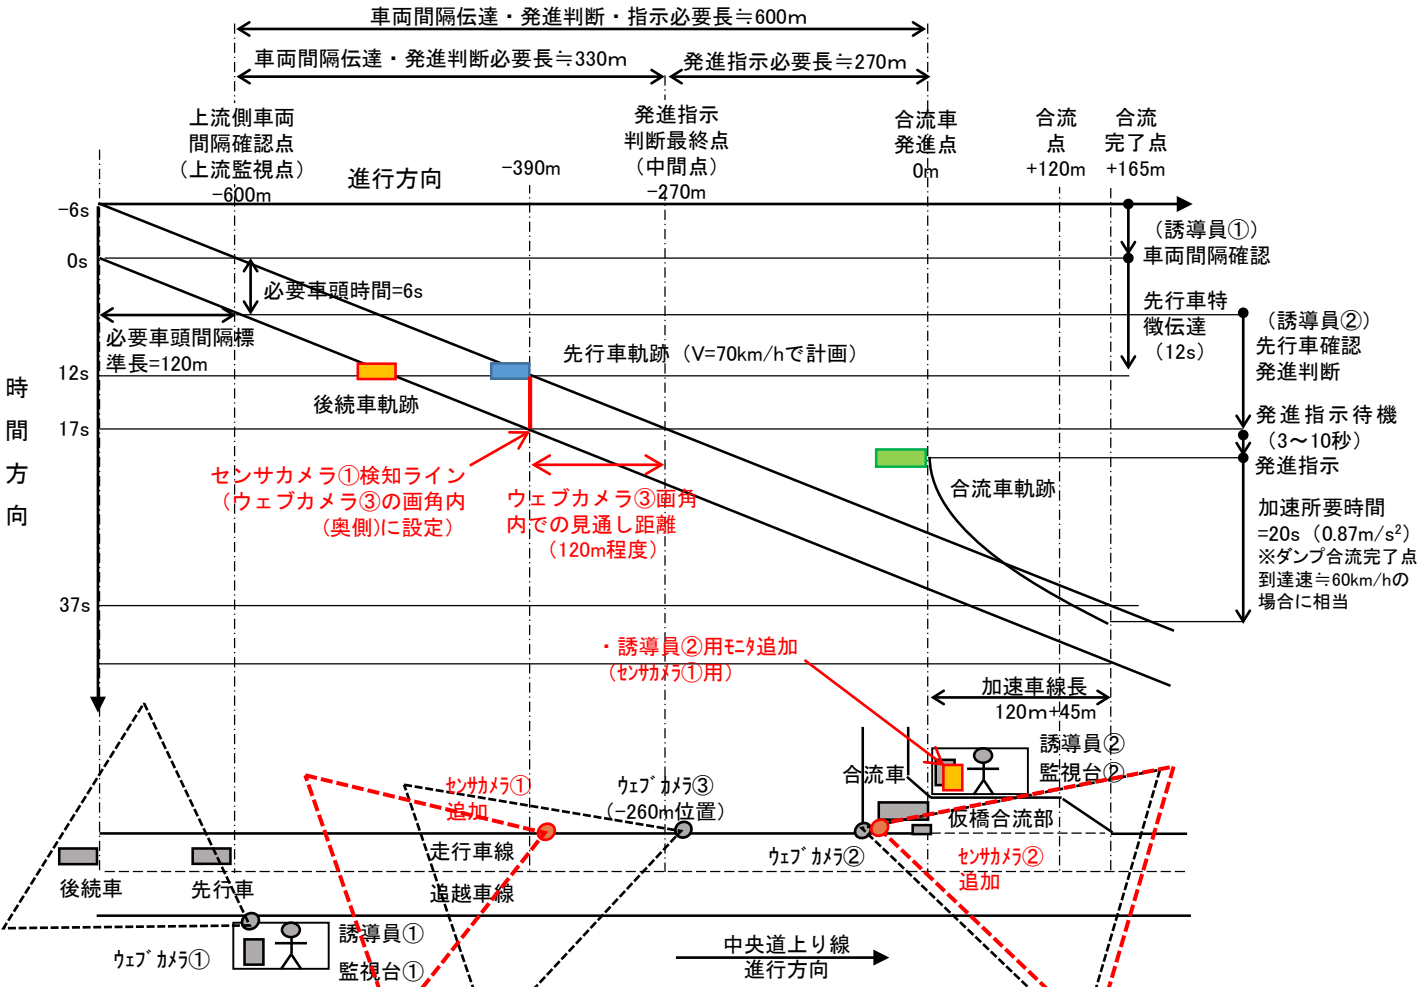 車両間隔伝達・発進判断・指示必要長≒600m
車両間隔伝達・発進判断必要長≒330m
発進指示必要長≒270m
上流側車両
間隔確認点
(上流監視点)
-600m
進行方向
-390m
発進指示
判断最終点
(中間点)
-270m
合流車
発進点
0m
合流
点
+120m
合流
完了点
+165m
-6s
0s
12s
17s
37s
時間方向
必要車頭時間=6s
必要車頭間隔標
準長=120m
先行車軌跡(V=70km/hで計画)
後続車軌跡
合流車軌跡
センサカメラ①検知ライン
(ウェブカメラ③の画角内
(奥側)に設定)
ウェブカメラ③画角
内での見通し距離
(120m程度)
(誘導員①)
車両間隔確認
先行車特
徴伝達
(12s)
(誘導員②)
先行車確認
発進判断
発進指示待機
(3~10秒)
発進指示
加速所要時間
=20s (0.87m/s²)
※ダンプ合流完了点
到達速≒60km/hの
場合に相当
・誘導員②用モニタ追加
(センサカメラ①用)
加速車線長
120m+45m
誘導員②
監視台②
合流車
仮橋合流部
センサカメラ①
追加
ウェブカメラ③
(-260m位置)
ウェブカメラ②
センサカメラ②
追加
走行車線
追越車線
後続車
先行車
ウェブカメラ①
誘導員①
監視台①
中央道上り線
進行方向